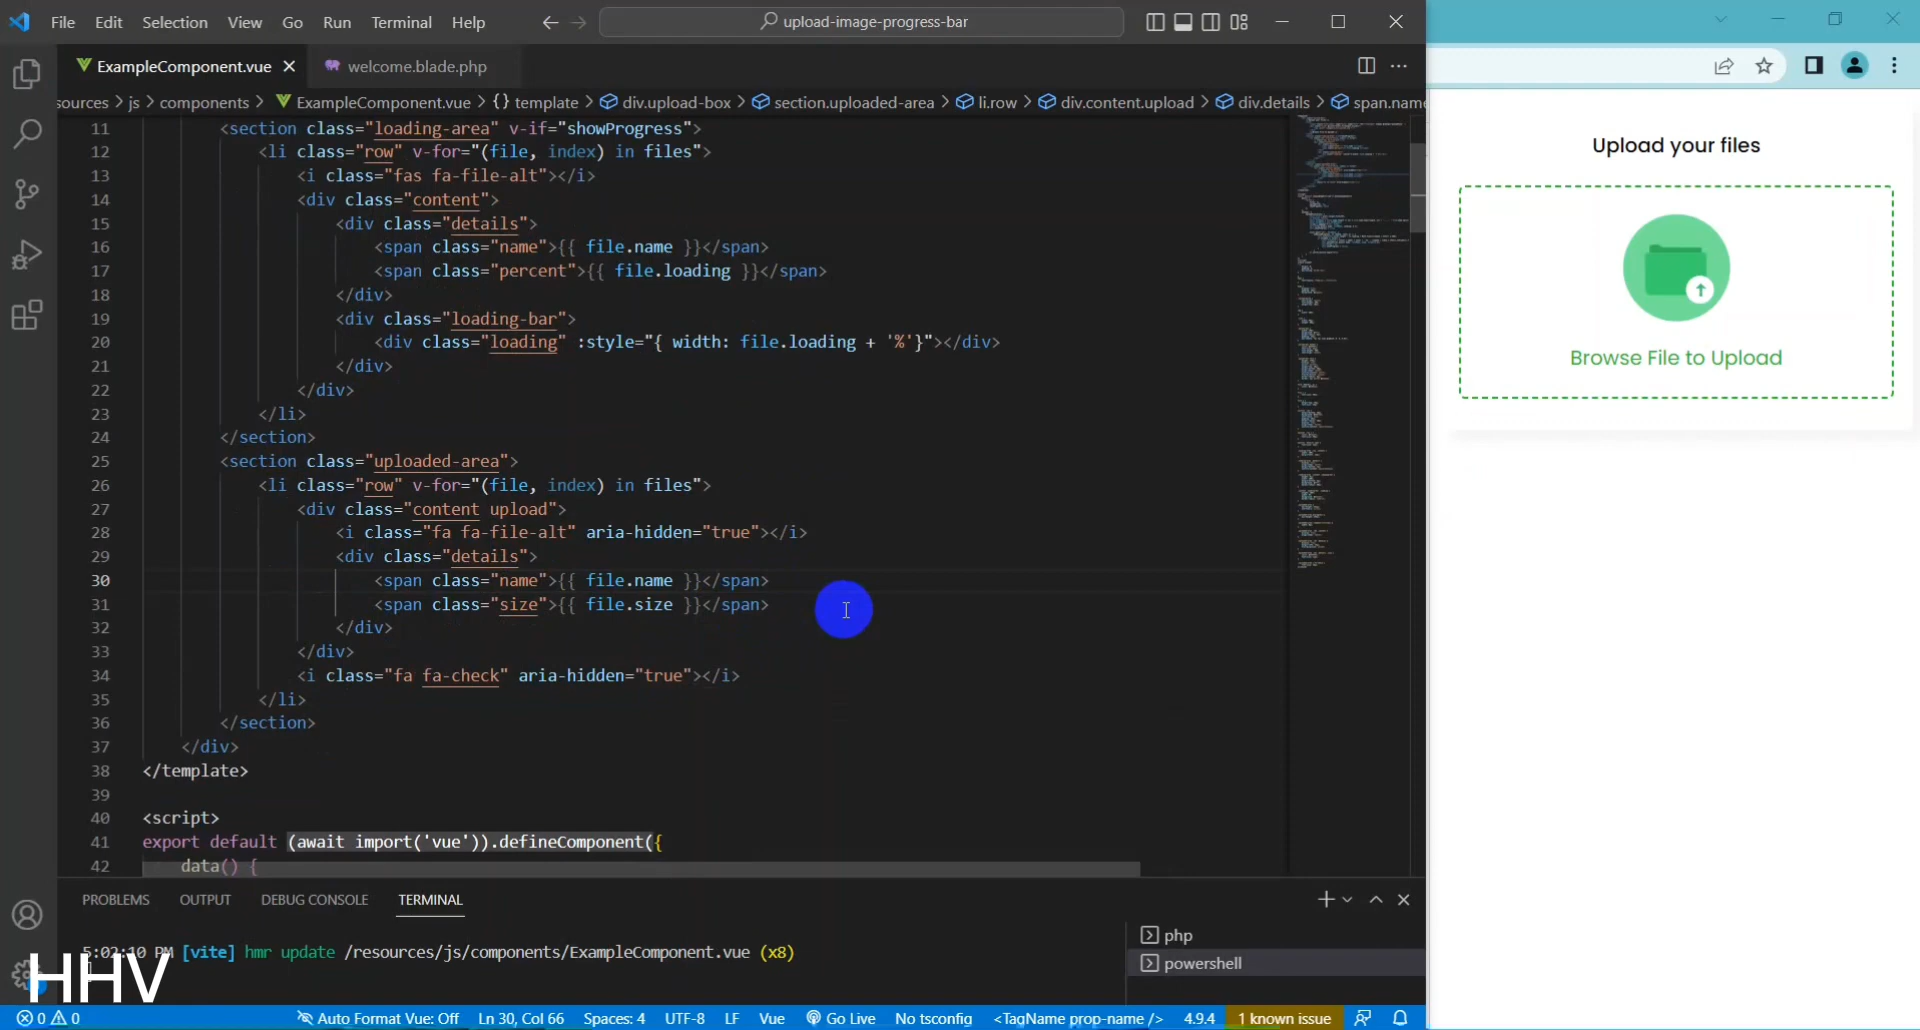 File Edit Selection View Go Run Terminal Help
upload-image-progress-bar
ExampleComponent.vue
welcome.blade.php
sources > js > components > ExampleComponent.vue > {} template > div.upload-box > section.uploaded-area > li.row > div.content.upload > div.details > span.name
11 <section class="loading-area" v-if="showProgress">
12 <li class="row" v-for="(file, index) in files">
13 <i class="fas fa-file-alt"></i>
14 <div class="content">
15 <div class="details">
16 <span class="name">{{ file.name }}</span>
17 <span class="percent">{{ file.loading }}</span>
18 </div>
19 <div class="loading-bar">
20 <div class="loading" :style="{ width: file.loading + '%'}"></div>
21 </div>
22 </div>
23 </li>
24 </section>
25 <section class="uploaded-area">
26 <li class="row" v-for="(file, index) in files">
27 <div class="content upload">
28 <i class="fa fa-file-alt" aria-hidden="true"></i>
29 <div class="details">
30 <span class="name">{{ file.name }}</span>
31 <span class="size">{{ file.size }}</span>
32 </div>
33 </div>
34 <i class="fa fa-check" aria-hidden="true"></i>
35 </li>
36 </section>
37 </div>
38 </template>
39
40 <script>
41 export default (await import('vue')).defineComponent({
42 data() {
PROBLEMS OUTPUT DEBUG CONSOLE TERMINAL
5:02:10 PM [vite] hmr update /resources/js/components/ExampleComponent.vue (x8)
php
powershell
HHV
0 0 Auto Format Vue: Off Ln 30, Col 66 Spaces: 4 UTF-8 LF Vue Go Live No tsconfig <TagName prop-name /> 4.9.4 1 known issue
Upload your files
Browse File to Upload